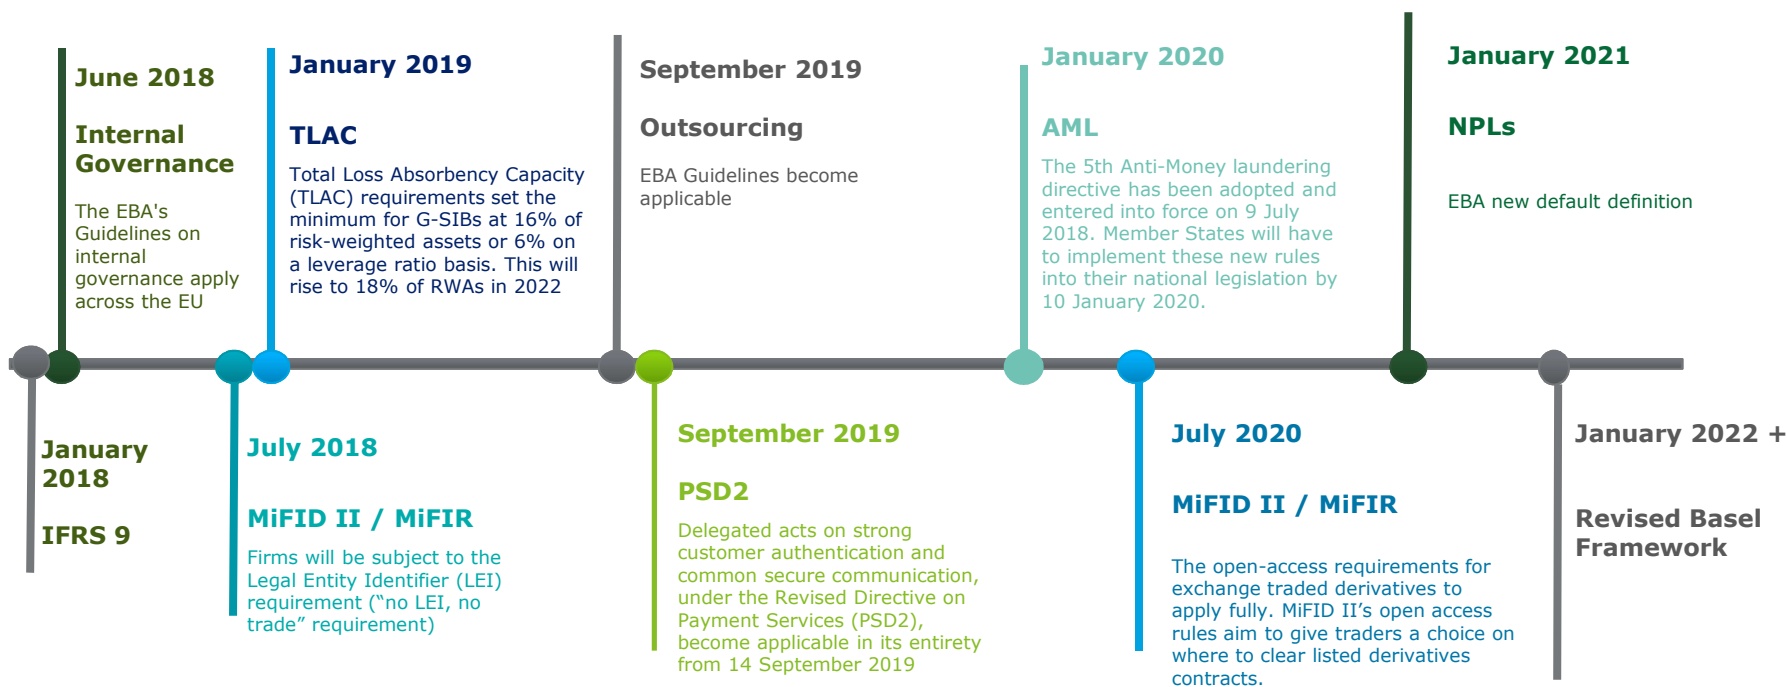 June 2018
Internal
Governance
The EBA's
Guidelines on
internal
governance apply
across the EU
January 2019
TLAC
Total Loss Absorbency Capacity
(TLAC) requirements set the
minimum for G-SIBs at 16% of
risk-weighted assets or 6% on
a leverage ratio basis. This will
rise to 18% of RWAs in 2022
September 2019
Outsourcing
EBA Guidelines become
applicable
January 2020
AML
The 5th Anti-Money laundering
directive has been adopted and
entered into force on 9 July
2018. Member States will have
to implement these new rules
into their national legislation by
10 January 2020.
January 2021
NPLs
EBA new default definition
January
2018
IFRS 9
July 2018
MiFID II / MiFIR
Firms will be subject to the
Legal Entity Identifier (LEI)
requirement (“no LEI, no
trade” requirement)
September 2019
PSD2
Delegated acts on strong
customer authentication and
common secure communication,
under the Revised Directive on
Payment Services (PSD2),
become applicable in its entirety
from 14 September 2019
July 2020
MiFID II / MiFIR
The open-access requirements for
exchange traded derivatives to
apply fully. MiFID II’s open access
rules aim to give traders a choice on
where to clear listed derivatives
contracts.
January 2022 +
Revised Basel
Framework